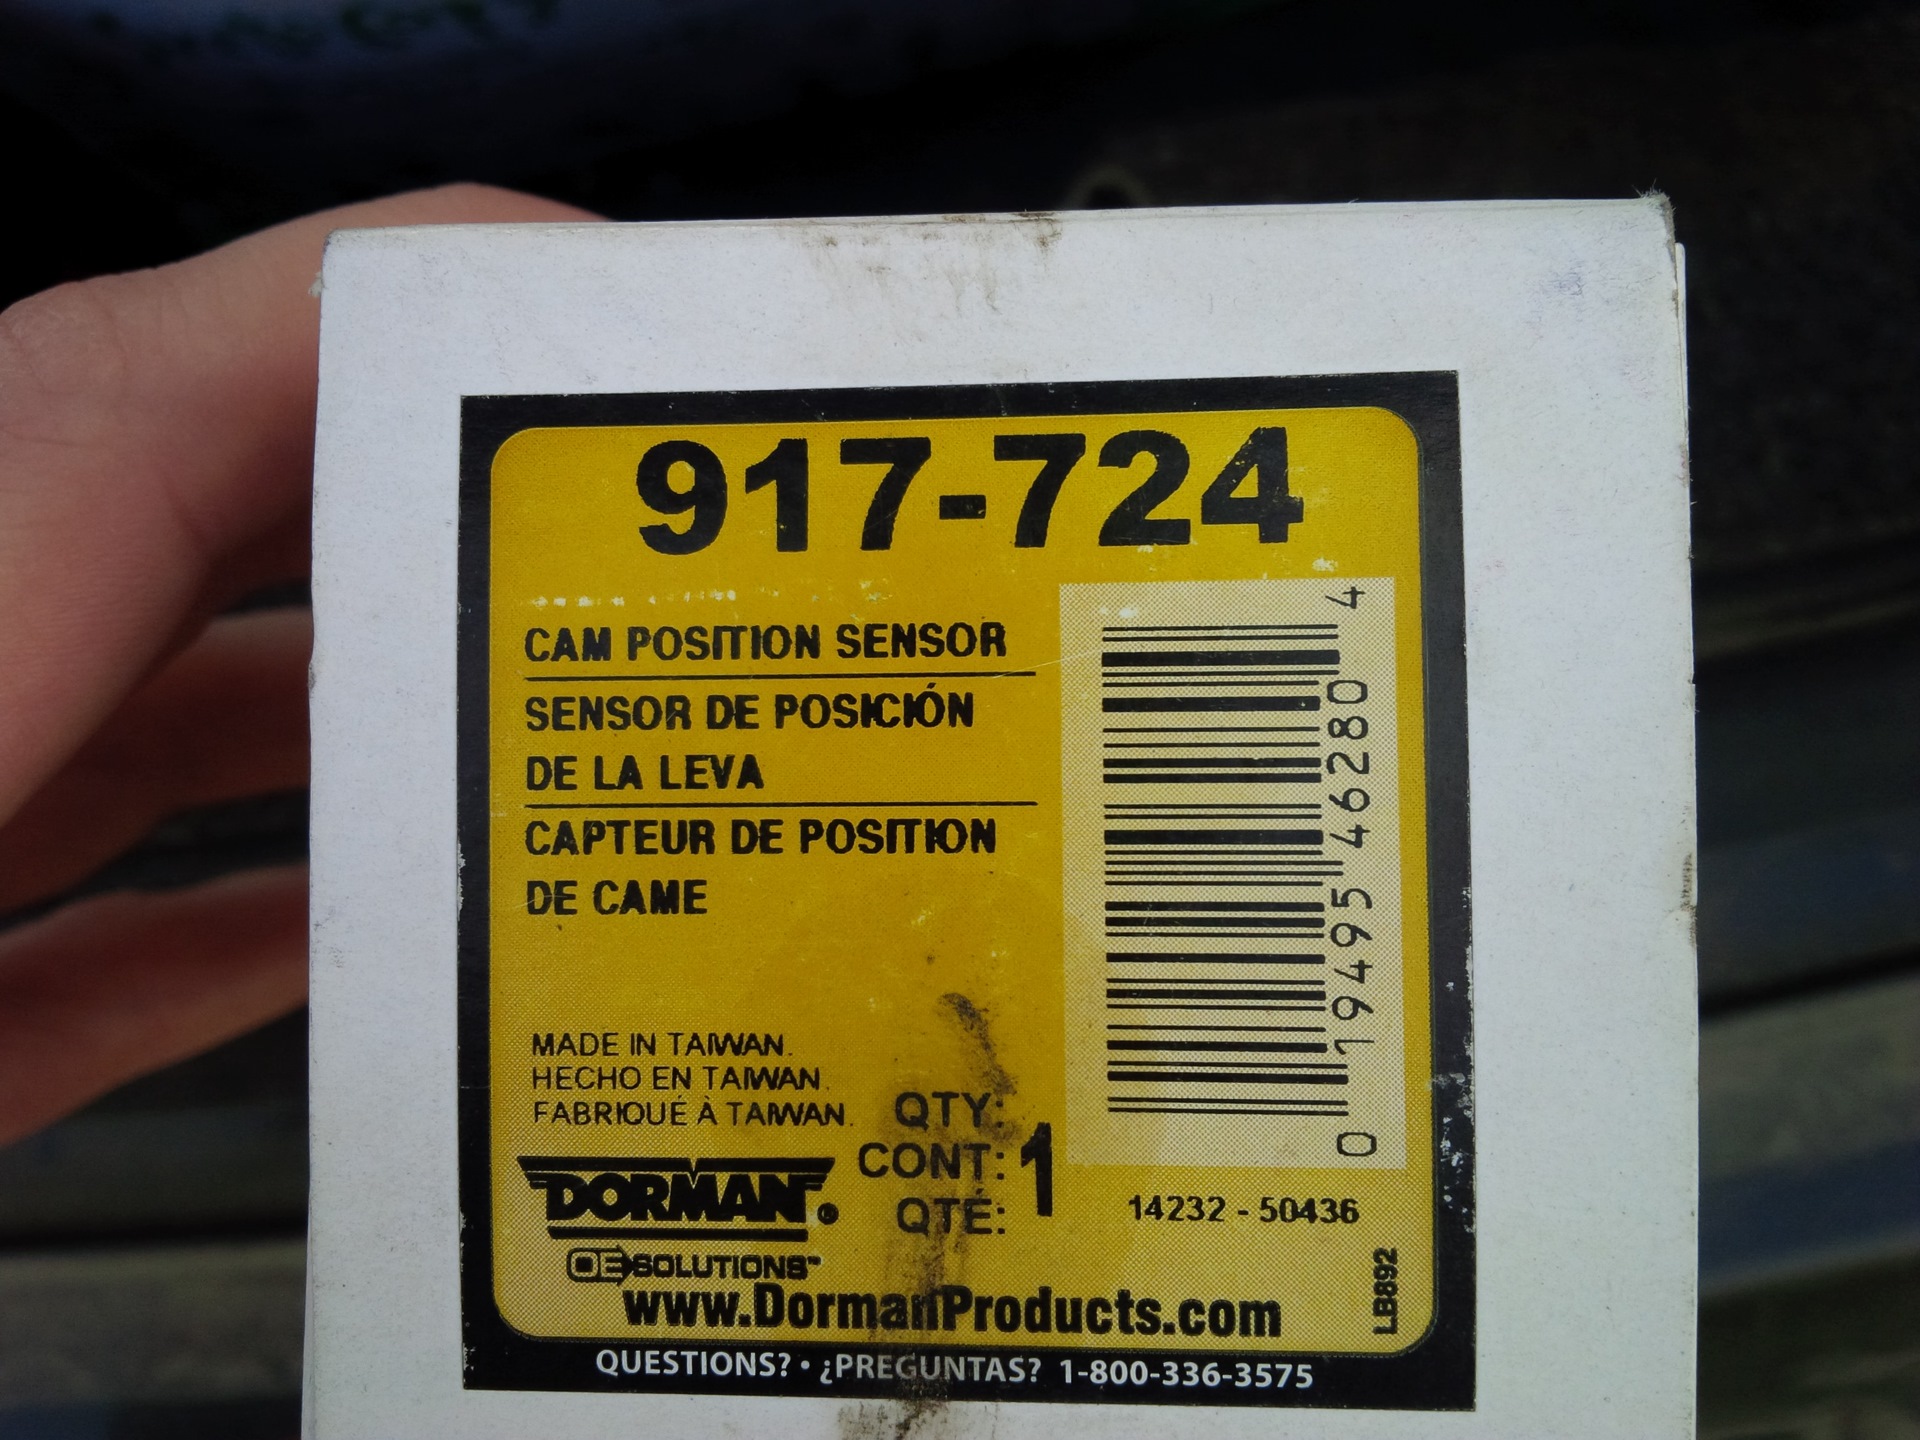 917-724
CAM POSITION SENSOR
SENSOR DE POSICIÓN
DE LA LEVA
CAPTEUR DE POSITION
DE CAME
0 19495 46280 4
MADE IN TAIWAN.
HECHO EN TAIWAN.
FABRIQUÉ À TAIWAN.
QTY:
CONT: 1
QTÉ:
DORMAN®
OE SOLUTIONS™
14232 - 50436
LB892
www.DormanProducts.com
QUESTIONS? • ¿PREGUNTAS? 1-800-336-3575